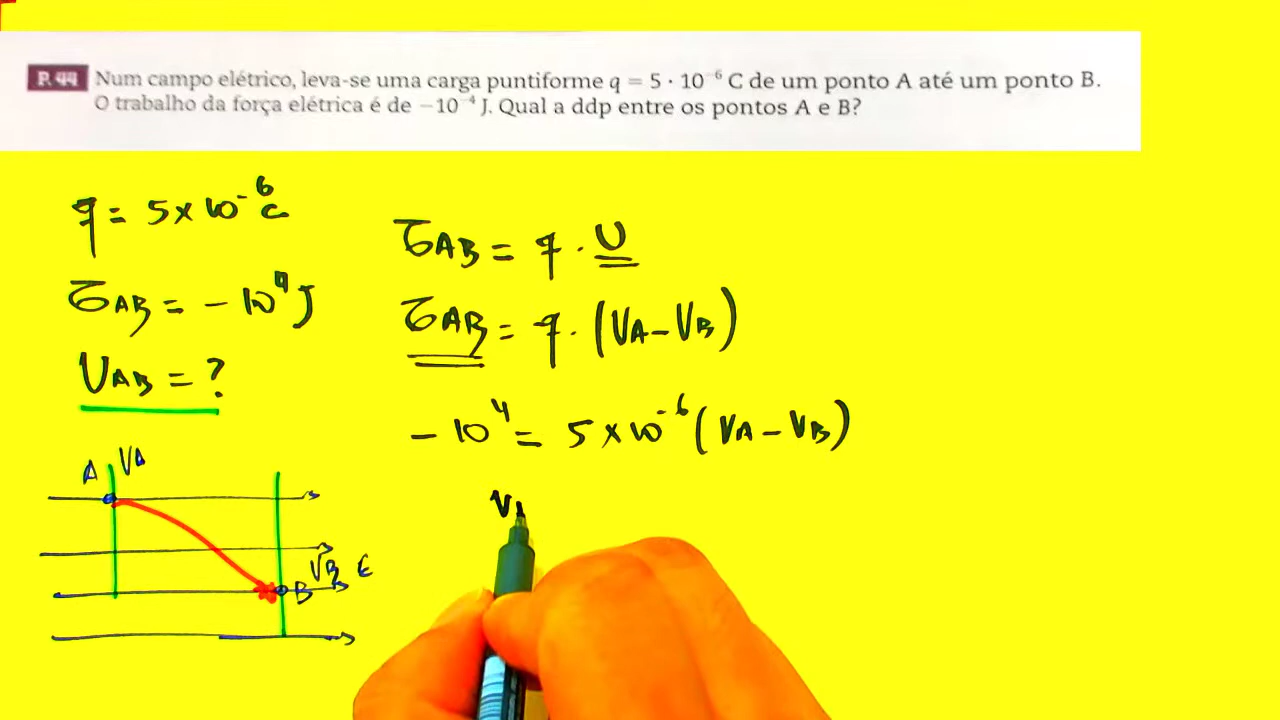 P. 44 Num campo elétrico, leva-se uma carga puntiforme q = 5 · 10⁻⁶ C de um ponto A até um ponto B.
O trabalho da força elétrica é de −10⁻⁴ J. Qual a ddp entre os pontos A e B?
q = 5 × 10⁻⁶ C
τAB = − 10⁴ J
UAB = ?
A VA
VB E
B
τAB = q · U
τAB = q · (VA − VB)
− 10⁴ = 5 × 10⁻⁶ (VA − VB)